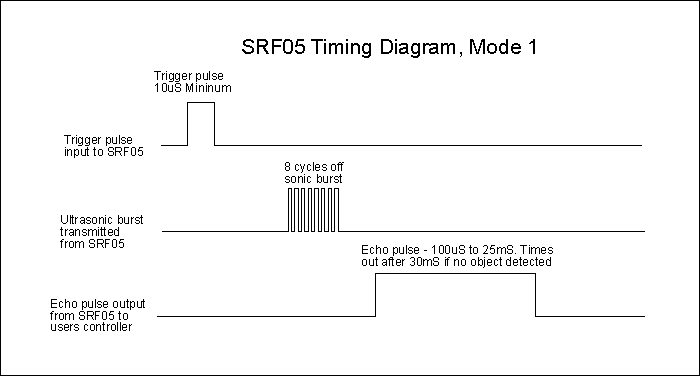 SRF05 Timing Diagram, Mode 1
Trigger pulse
10uS Mininum
Trigger pulse
input to SRF05
8 cycles off
sonic burst
Ultrasonic burst
transmitted
from SRF05
Echo pulse - 100uS to 25mS. Times
out after 30mS if no object detected
Echo pulse output
from SRF05 to
users controller